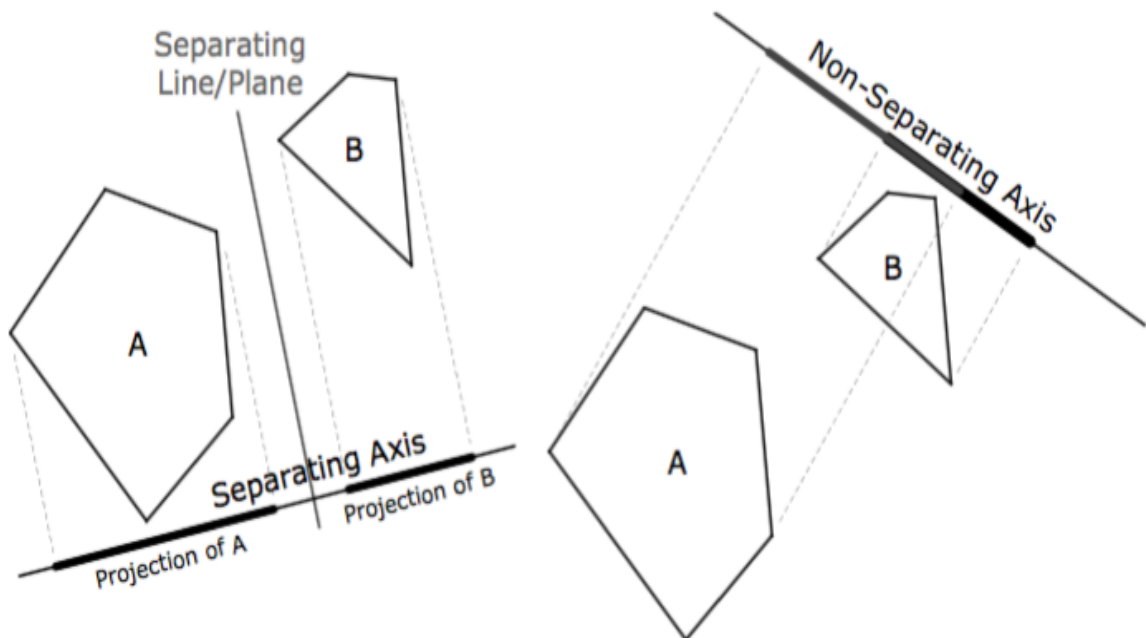 Separating
Line/Plane
B
A
Separating Axis
Projection of B
Projection of A
Non-Separating Axis
B
A